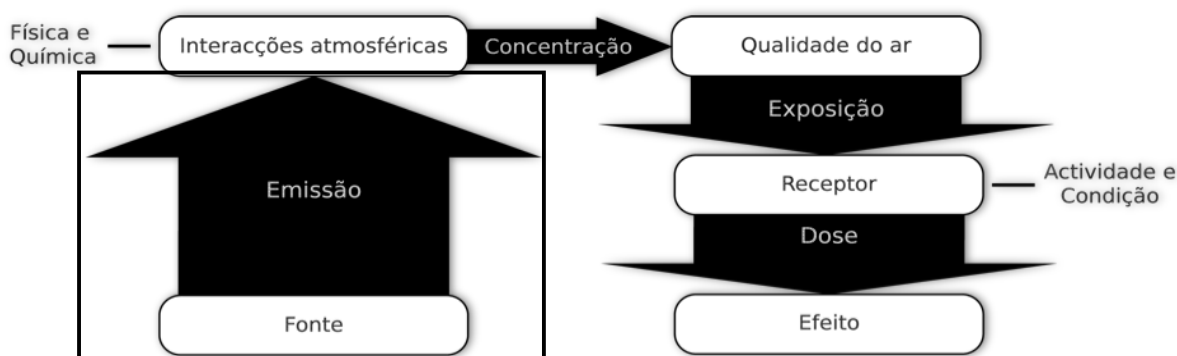 Física e
Química
Interacções atmosféricas
Concentração
Qualidade do ar
Exposição
Emissão
Receptor
Actividade e
Condição
Dose
Fonte
Efeito